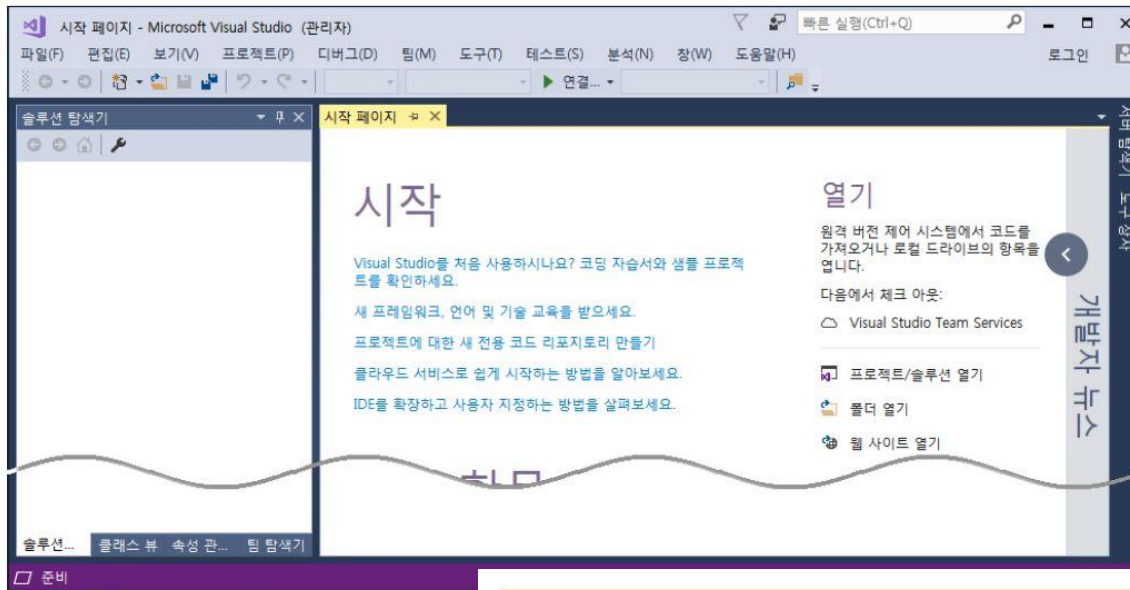 시작 페이지 - Microsoft Visual Studio (관리자)
빠른 실행(Ctrl+Q)
파일(F) 편집(E) 보기(V) 프로젝트(P) 디버그(D) 팀(M) 도구(T) 테스트(S) 분석(N) 창(W) 도움말(H)
로그인
연결...
솔루션 탐색기
시작 페이지
시작
Visual Studio를 처음 사용하시나요? 코딩 자습서와 샘플 프로젝
트를 확인하세요.
새 프레임워크, 언어 및 기술 교육을 받으세요.
프로젝트에 대한 새 전용 코드 리포지토리 만들기
클라우드 서비스로 쉽게 시작하는 방법을 알아보세요.
IDE를 확장하고 사용자 지정하는 방법을 살펴보세요.
열기
원격 버전 제어 시스템에서 코드를
가져오거나 로컬 드라이브의 항목을
엽니다.
다음에서 체크 아웃:
Visual Studio Team Services
프로젝트/솔루션 열기
폴더 열기
웹 사이트 열기
개발자 뉴스
서버 탐색기
도구 상자
솔루션... 클래스 뷰 속성 관... 팀 탐색기
준비